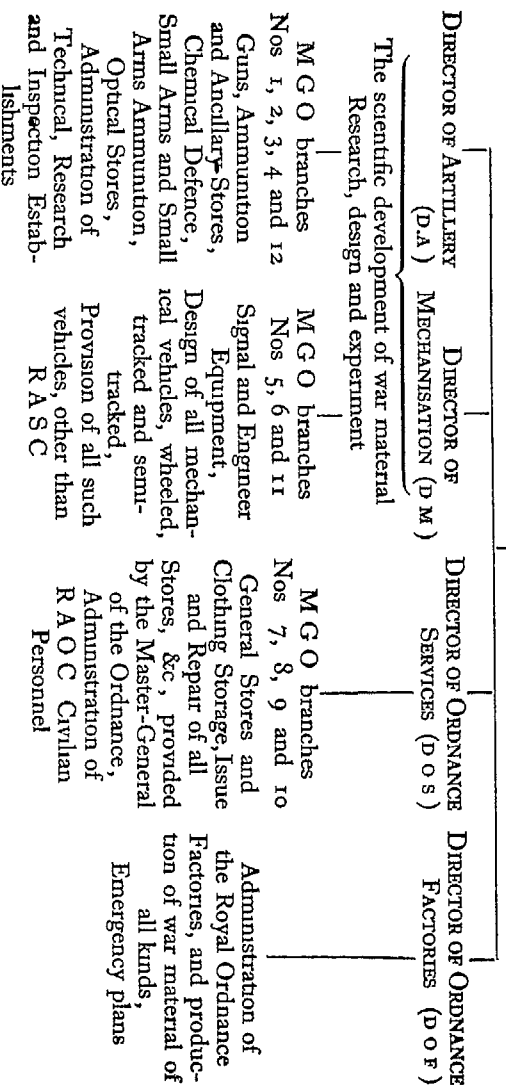 DIRECTOR OF ARTILLERY
(D.A)
DIRECTOR OF
MECHANISATION (D M)
The scientific development of war material
Research, design and experiment
M G O branches
Nos 1, 2, 3, 4 and 12
Guns, Ammunition
and Ancillary Stores,
Chemical Defence,
Small Arms and Small
Arms Ammunition,
Optical Stores,
Administration of
Technical, Research
and Inspection Estab-
lishments
M G O branches
Nos 5, 6 and 11
Signal and Engineer
Equipment,
Design of all mechan-
ical vehicles, wheeled,
tracked and semi-
tracked,
Provision of all such
vehicles, other than
R A S C
DIRECTOR OF ORDNANCE
SERVICES (D O S)
M G O branches
Nos 7, 8, 9 and 10
General Stores and
Clothing Storage, Issue
and Repair of all
Stores, &c, provided
by the Master-General
of the Ordnance,
Administration of
R A O C Civilian
Personnel
DIRECTOR OF ORDNANCE
FACTORIES (D O F)
Administration of
the Royal Ordnance
Factories, and produc-
tion of war material of
all kinds,
Emergency plans